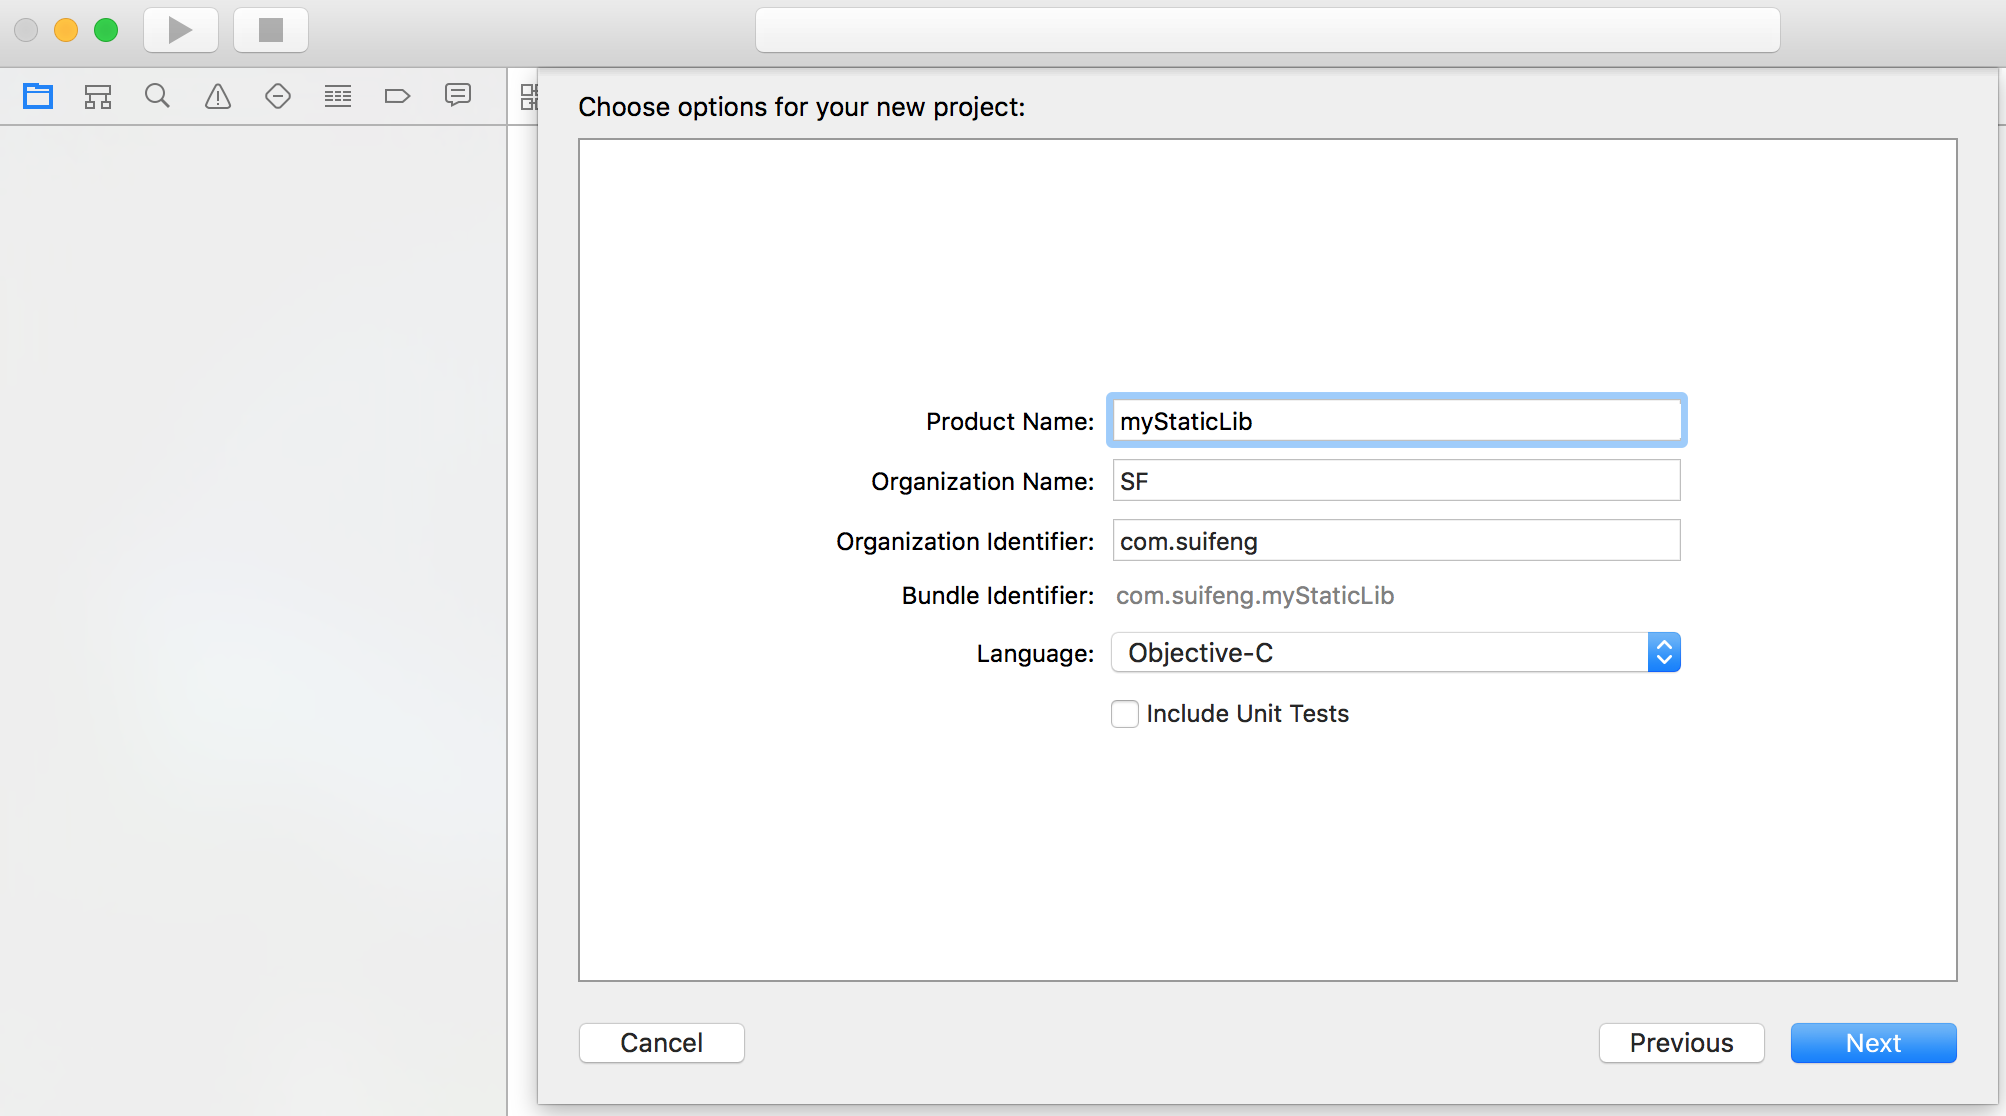 Choose options for your new project:
Product Name: myStaticLib
Organization Name: SF
Organization Identifier: com.suifeng
Bundle Identifier: com.suifeng.myStaticLib
Language: Objective-C
Include Unit Tests
Cancel Previous Next